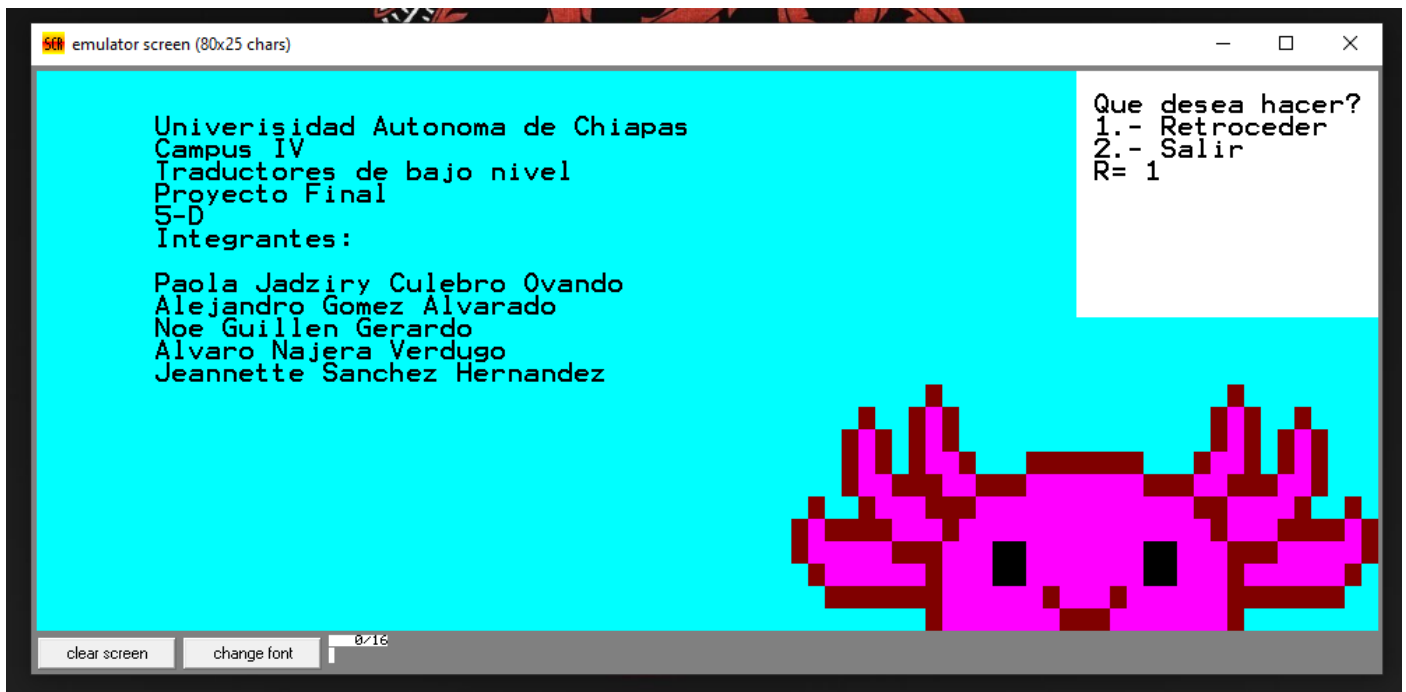 SCR emulator screen (80x25 chars)
Univerisidad Autonoma de Chiapas
Campus IV
Traductores de bajo nivel
Proyecto Final
5-D
Integrantes:
Paola Jadziry Culebro Ovando
Alejandro Gomez Alvarado
Noe Guillen Gerardo
Alvaro Najera Verdugo
Jeannette Sanchez Hernandez
Que desea hacer?
1.- Retroceder
2.- Salir
R= 1
clear screen
change font
0/16